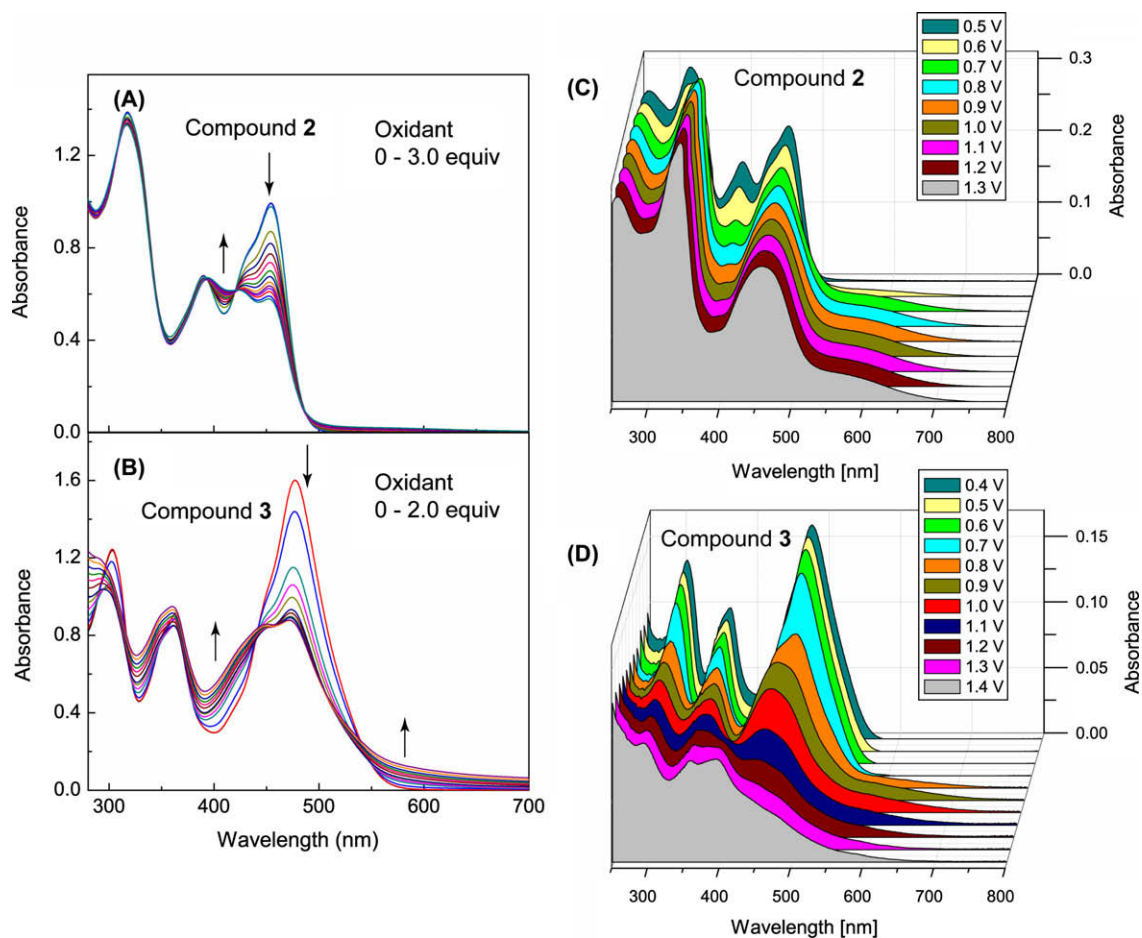 (A)
Compound 2
Oxidant
0 - 3.0 equiv
1.2
0.8
0.4
0.0
Absorbance
(B)
Compound 3
Oxidant
0 - 2.0 equiv
1.6
1.2
0.8
0.4
0.0
Absorbance
300 400 500 600 700
Wavelength (nm)
(C)
Compound 2
0.5 V
0.6 V
0.7 V
0.8 V
0.9 V
1.0 V
1.1 V
1.2 V
1.3 V
0.3
0.2
0.1
0.0
Absorbance
300 400 500 600 700 800
Wavelength [nm]
(D)
Compound 3
0.4 V
0.5 V
0.6 V
0.7 V
0.8 V
0.9 V
1.0 V
1.1 V
1.2 V
1.3 V
1.4 V
0.15
0.10
0.05
0.00
Absorbance
300 400 500 600 700 800
Wavelength [nm]